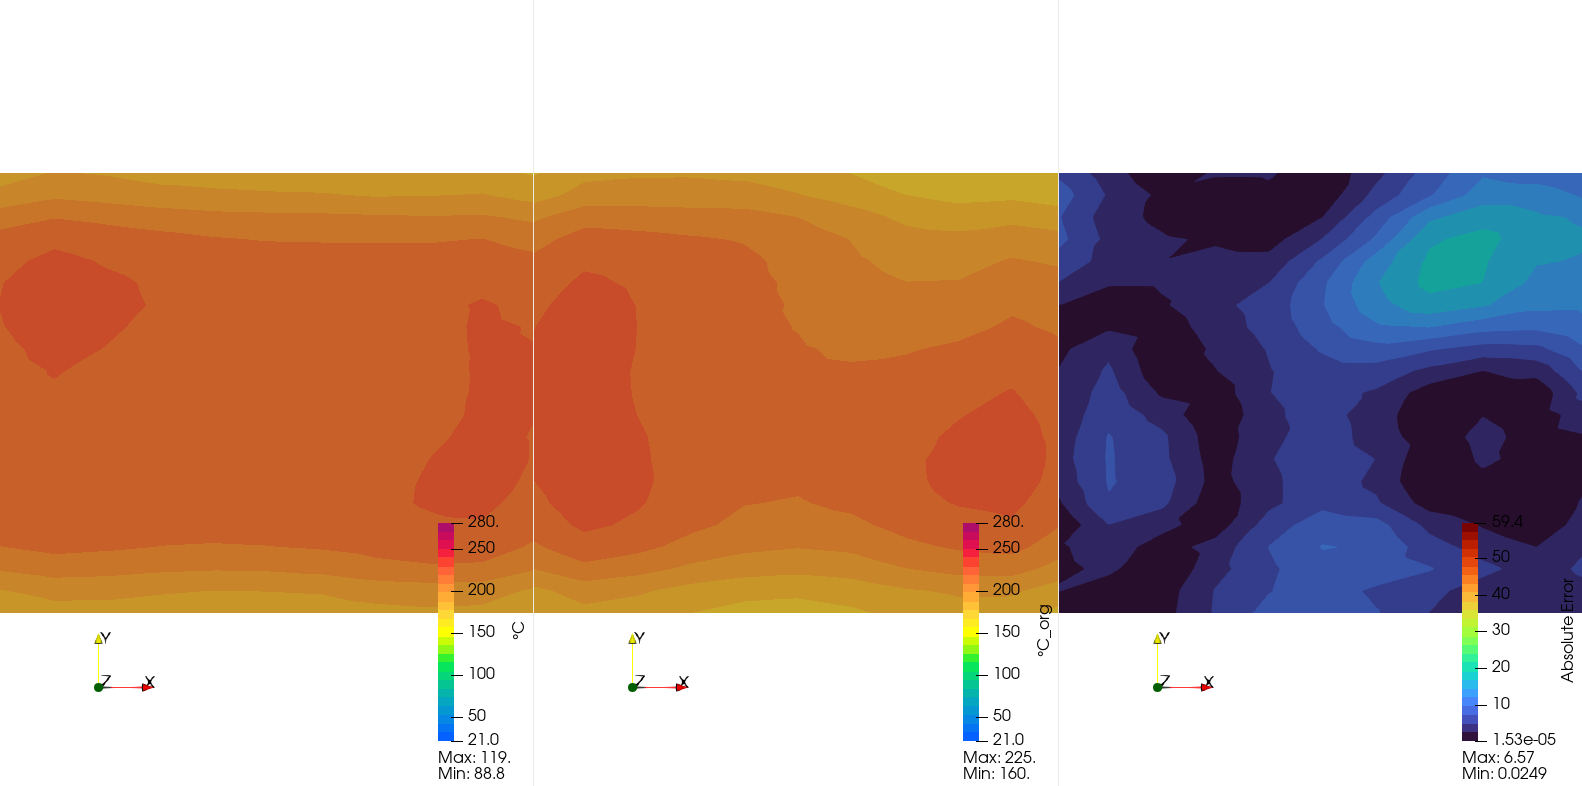 280.
250
200
150
100
50
21.0
°C
Max: 119.
Min: 88.8
Y
Z
X
280.
250
200
150
100
50
21.0
°C_org
Max: 225.
Min: 160.
Y
Z
X
59.4
50
40
30
20
10
1.53e-05
Absolute Error
Max: 6.57
Min: 0.0249
Y
Z
X